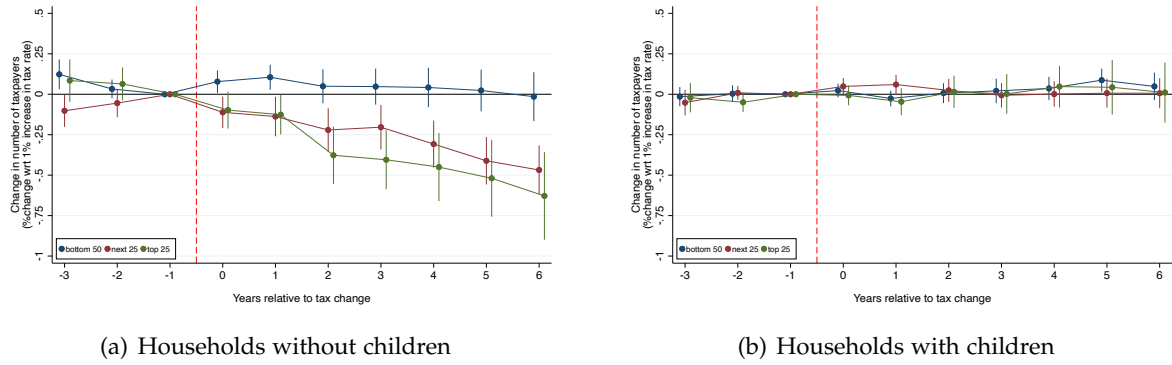 Change in number of taxpayers
(%change wrt 1% increase in tax rate)
.5
.25
0
-.25
-.5
-.75
-1
bottom 50 next 25 top 25
-3 -2 -1 0 1 2 3 4 5 6
Years relative to tax change
(a) Households without children
Change in number of taxpayers
(%change wrt 1% increase in tax rate)
.5
.25
0
-.25
-.5
-.75
-1
bottom 50 next 25 top 25
-3 -2 -1 0 1 2 3 4 5 6
Years relative to tax change
(b) Households with children